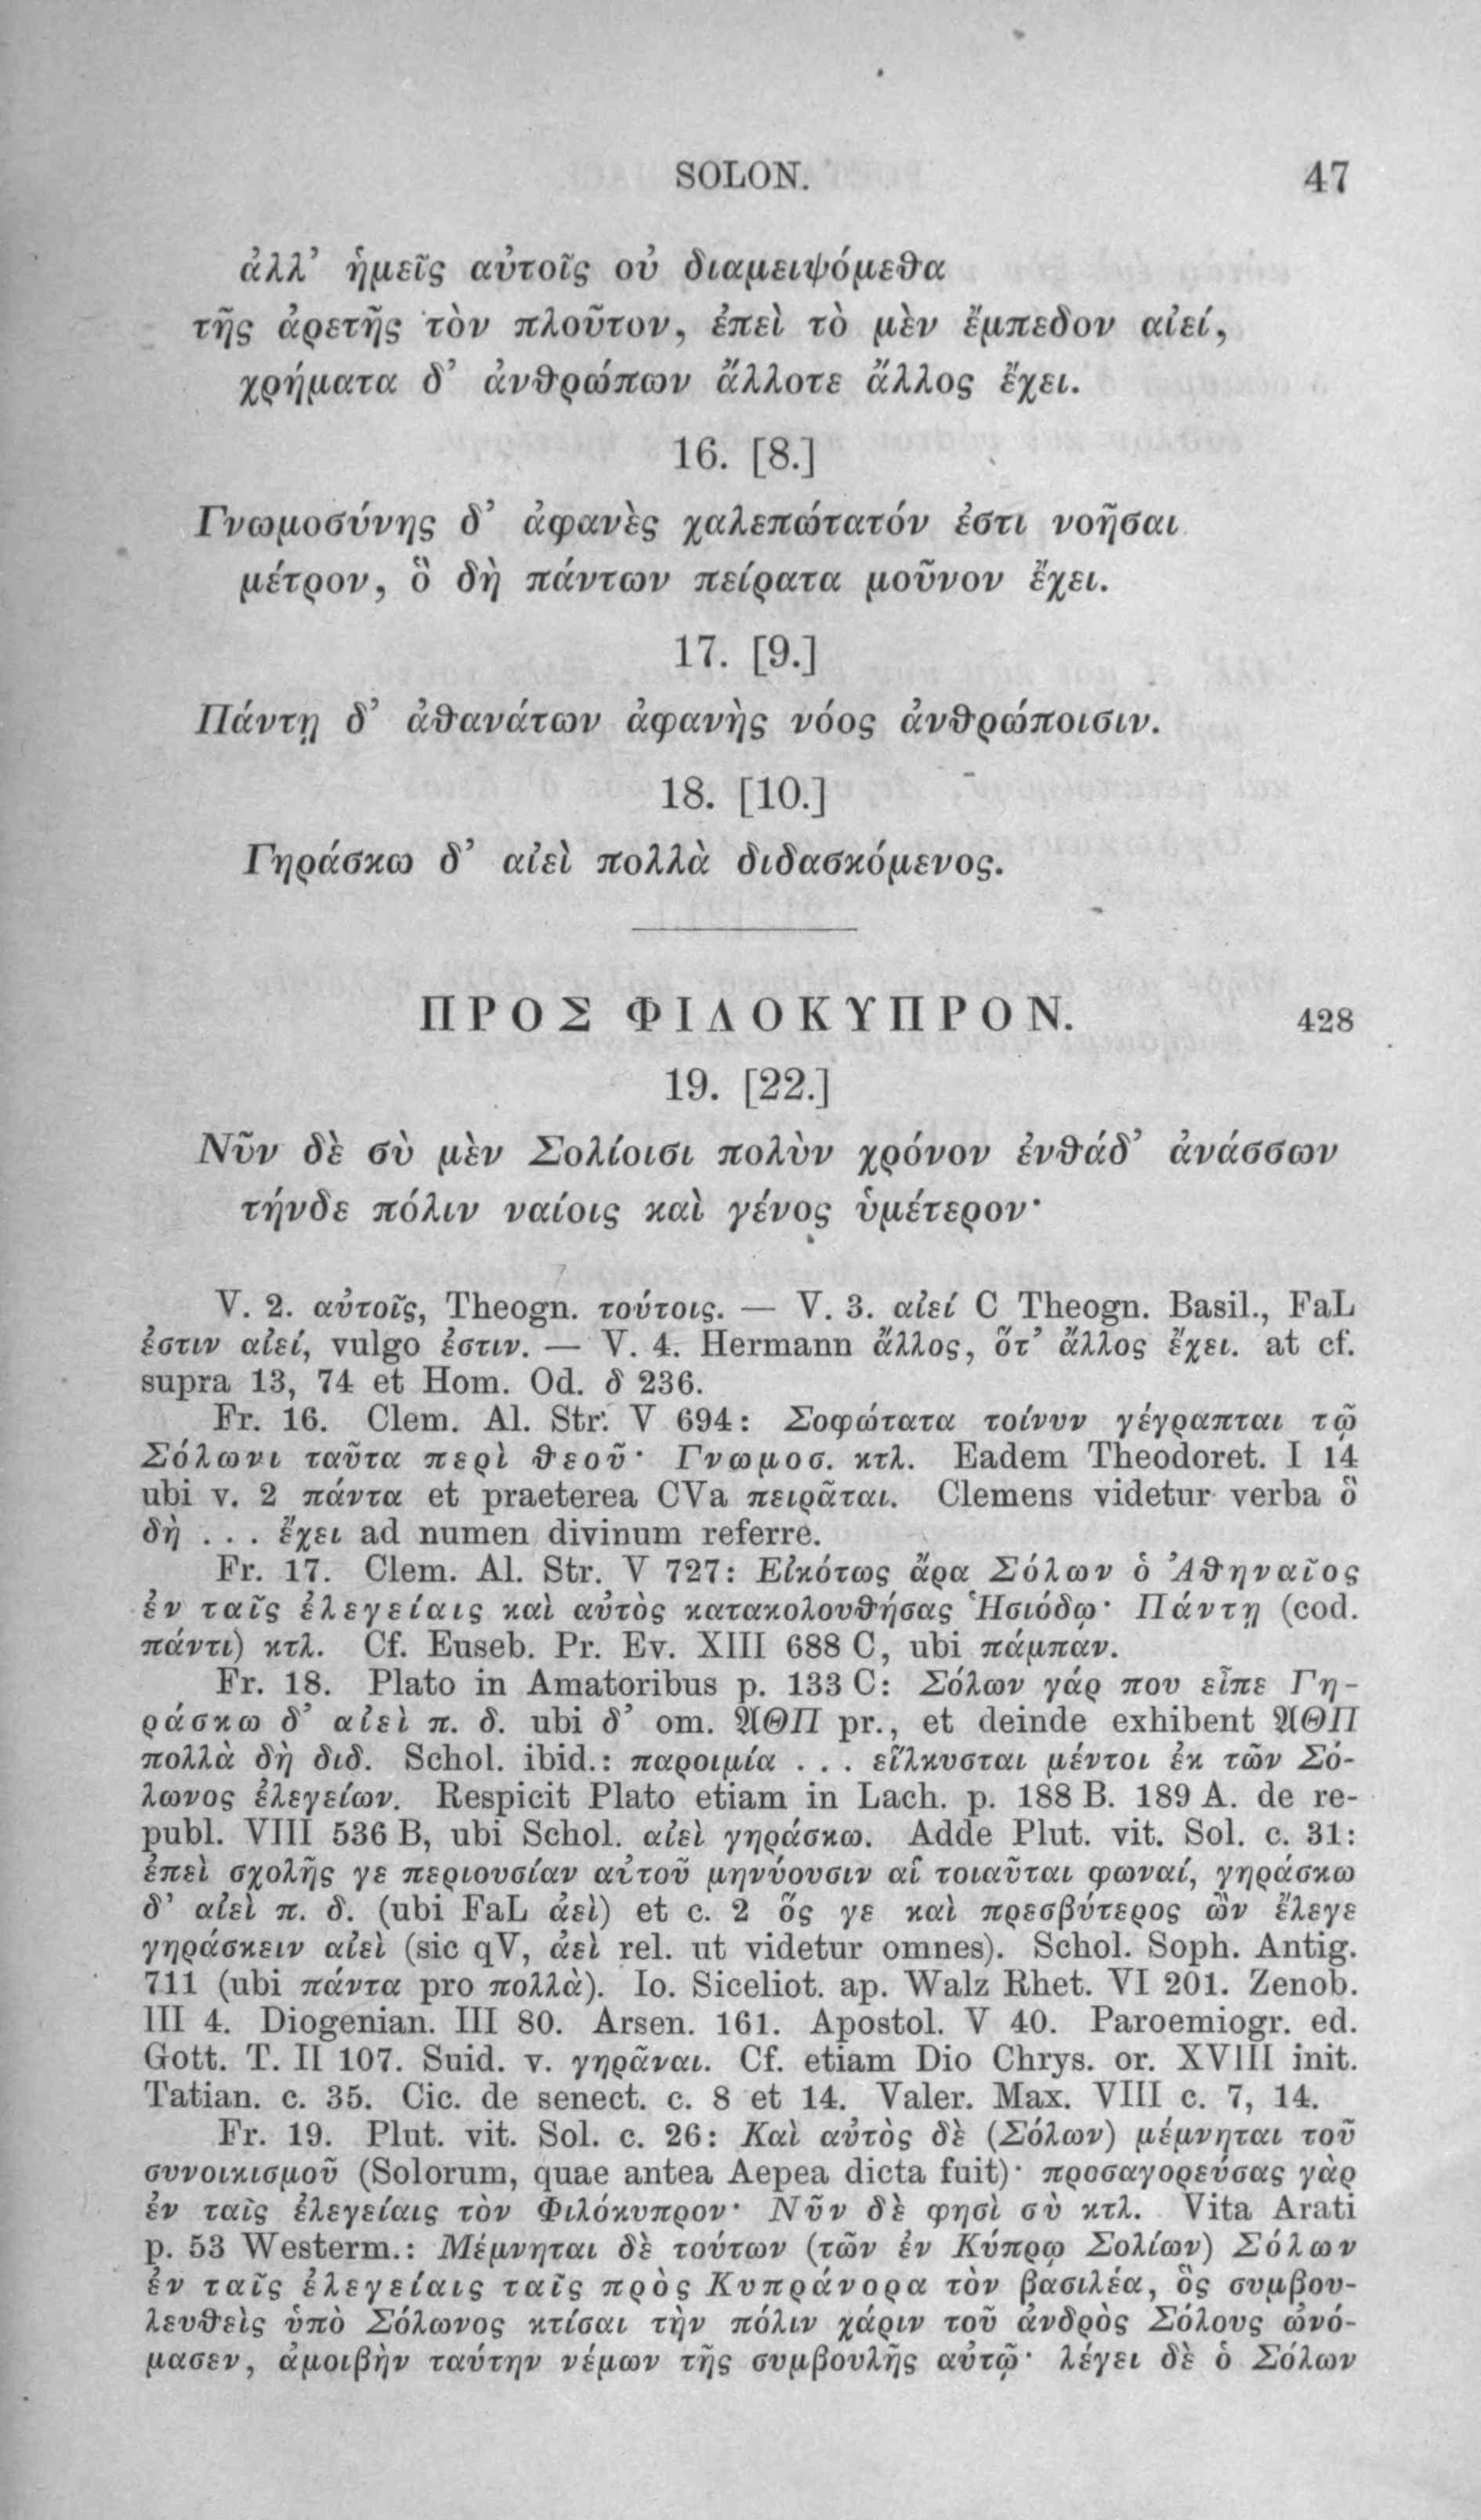 SOLON. 47
ἀλλ’ ἡμεῖς αὐτοῖς οὐ διαμειψόμεθα
τῆς ἀρετῆς τὸν πλοῦτον, ἐπεὶ τὸ μὲν ἔμπεδον αἰεί,
χρήματα δ’ ἀνθρώπων ἄλλοτε ἄλλος ἔχει.
16. [8.]
Γνωμοσύνης δ’ ἀφανὲς χαλεπώτατόν ἐστι νοῆσαι
μέτρον, ὃ δὴ πάντων πείρατα μοῦνον ἔχει.
17. [9.]
Πάντῃ δ’ ἀθανάτων ἀφανὴς νόος ἀνθρώποισιν.
18. [10.]
Γηράσκω δ’ αἰεὶ πολλὰ διδασκόμενος.
ΠΡΟΣ ΦΙΛΟΚΥΠΡΟΝ. 428
19. [22.]
Νῦν δὲ σὺ μὲν Σολίοισι πολὺν χρόνον ἐνθάδ’ ἀνάσσων
τήνδε πόλιν ναίοις καὶ γένος ὑμέτερον·
V. 2. αὐτοῖς, Theogn. τούτοις. — V. 3. αἰεί C Theogn. Basil., FaL
ἐστιν αἰεί, vulgo ἐστιν. — V. 4. Hermann ἄλλος, ὅτ’ ἄλλος ἔχει. at cf.
supra 13, 74 et Hom. Od. δ 236.
Fr. 16. Clem. Al. Str. V 694: Σοφώτατα τοίνυν γέγραπται τῷ
Σόλωνι ταῦτα περὶ θεοῦ· Γνωμοσ. κτλ. Eadem Theodoret. I 14
ubi v. 2 πάντα et praeterea CVa πειρᾶται. Clemens videtur verba ὃ
δὴ . . . ἔχει ad numen divinum referre.
Fr. 17. Clem. Al. Str. V 727: Εἰκότως ἄρα Σόλων ὁ Ἀθηναῖος
ἐν ταῖς ἐλεγείαις καὶ αὐτὸς κατακολουθήσας Ἡσιόδῳ· Πάντῃ (cod.
πάντι) κτλ. Cf. Euseb. Pr. Ev. XIII 688 C, ubi πάμπαν.
Fr. 18. Plato in Amatoribus p. 133 C: Σόλων γάρ που εἶπε Γη-
ράσκω δ’ αἰεὶ π. δ. ubi δ’ om. 𝔄ΘΠ pr., et deinde exhibent 𝔄ΘΠ
πολλὰ δὴ διδ. Schol. ibid.: παροιμία . . . εἵλκυσται μέντοι ἐκ τῶν Σό-
λωνος ἐλεγείων. Respicit Plato etiam in Lach. p. 188 B. 189 A. de re-
publ. VIII 536 B, ubi Schol. αἰεὶ γηράσκω. Adde Plut. vit. Sol. c. 31:
ἐπεὶ σχολῆς γε περιουσίαν αὐτοῦ μηνύουσιν αἱ τοιαῦται φωναί, γηράσκω
δ’ αἰεὶ π. δ. (ubi FaL ἀεὶ) et c. 2 ὅς γε καὶ πρεσβύτερος ὢν ἔλεγε
γηράσκειν αἰεὶ (sic qV, ἀεὶ rel. ut videtur omnes). Schol. Soph. Antig.
711 (ubi πάντα pro πολλὰ). Io. Siceliot. ap. Walz Rhet. VI 201. Zenob.
III 4. Diogenian. III 80. Arsen. 161. Apostol. V 40. Paroemiogr. ed.
Gott. T. II 107. Suid. v. γηρᾶναι. Cf. etiam Dio Chrys. or. XVIII init.
Tatian. c. 35. Cic. de senect. c. 8 et 14. Valer. Max. VIII c. 7, 14.
Fr. 19. Plut. vit. Sol. c. 26: Καὶ αὐτὸς δὲ (Σόλων) μέμνηται τοῦ
συνοικισμοῦ (Solorum, quae antea Aepea dicta fuit)· προσαγορεύσας γὰρ
ἐν ταῖς ἐλεγείαις τὸν Φιλόκυπρον· Νῦν δὲ φησὶ σὺ κτλ. Vita Arati
p. 53 Westerm.: Μέμνηται δὲ τούτων (τῶν ἐν Κύπρῳ Σολίων) Σόλων
ἐν ταῖς ἐλεγείαις ταῖς πρὸς Κυπράνορα τὸν βασιλέα, ὃς συμβου-
λευθεὶς ὑπὸ Σόλωνος κτίσαι τὴν πόλιν χάριν τοῦ ἀνδρὸς Σόλους ὠνό-
μασεν, ἀμοιβὴν ταύτην νέμων τῆς συμβουλῆς αὐτῷ· λέγει δὲ ὁ Σόλων